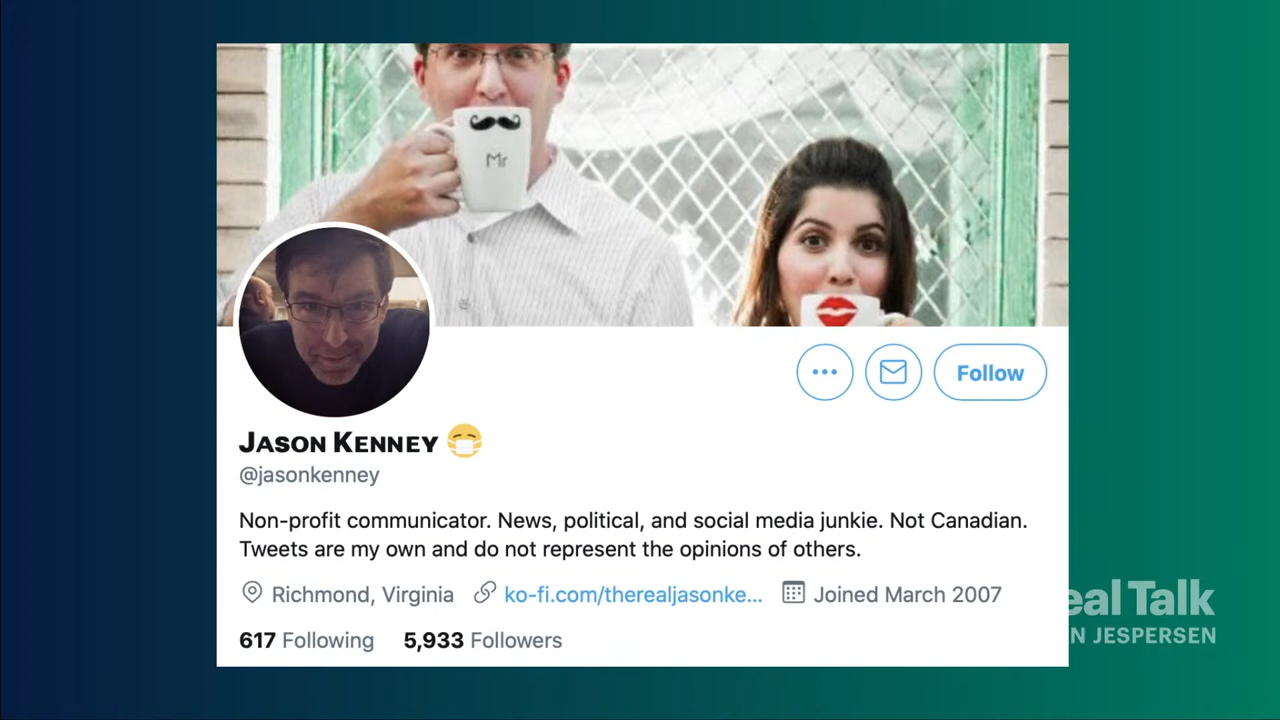 Mr
Follow
Jason Kenney 😷
@jasonkenney
Non-profit communicator. News, political, and social media junkie. Not Canadian.
Tweets are my own and do not represent the opinions of others.
Richmond, Virginia ko-fi.com/therealjasonke... Joined March 2007
617 Following 5,933 Followers
eal Talk
N JESPERSEN